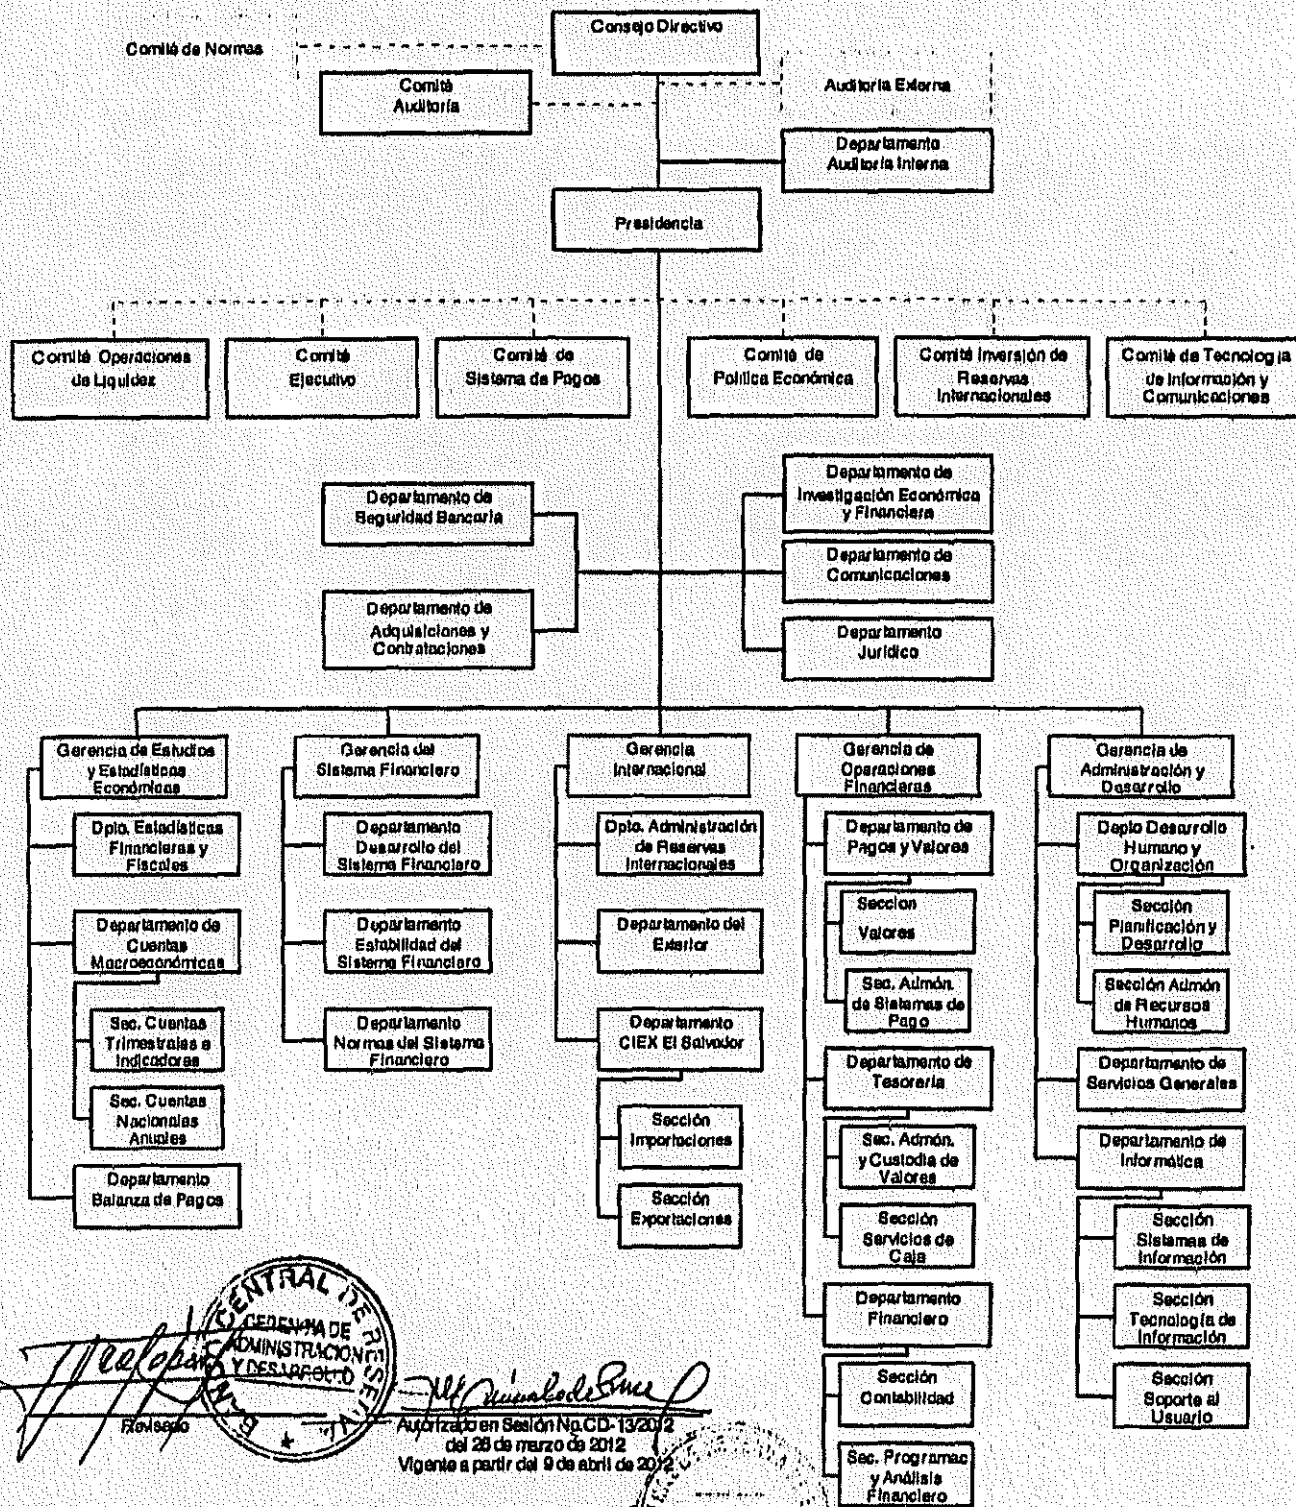 Consejo Directivo
Comité de Normas
Comité
Auditoría
Auditoría Externa
Departamento
Auditoría Interna
Presidencia
Comité Operaciones
de Liquidez
Comité
Ejecutivo
Comité de
Sistema de Pagos
Comité de
Política Económica
Comité Inversión de
Reservas
Internacionales
Comité de Tecnología
de Información y
Comunicaciones
Departamento de
Seguridad Bancaria
Departamento de
Adquisiciones y
Contrataciones
Departamento de
Investigación Económica
y Financiera
Departamento de
Comunicaciones
Departamento
Jurídico
Gerencia de Estudios
y Estadísticas
Económicas
Dpto. Estadísticas
Financieras y
Fiscales
Departamento de
Cuentas
Macroeconómicas
Sec. Cuentas
Trimestrales e
Indicadores
Sec. Cuentas
Nacionales
Anuales
Departamento
Balanza de Pagos
Gerencia del
Sistema Financiero
Departamento
Desarrollo del
Sistema Financiero
Departamento
Estabilidad del
Sistema Financiero
Departamento
Normas del Sistema
Financiero
Gerencia
Internacional
Dpto. Administración
de Reservas
Internacionales
Departamento del
Exterior
Departamento
CIEX El Salvador
Sección
Importaciones
Sección
Exportaciones
Gerencia de
Operaciones
Financieras
Departamento de
Pagos y Valores
Seccion
Valores
Sec. Admón.
de Sistemas de
Pago
Departamento de
Tesorería
Sec. Admón.
y Custodia de
Valores
Sección
Servicios de
Caja
Departamento
Financiero
Sección
Contabilidad
Sec. Programac
y Análisis
Financiero
Gerencia de
Administración y
Desarrollo
Depto Desarrollo
Humano y
Organización
Sección
Planificación y
Desarrollo
Sección Admón
de Recursos
Humanos
Departamento de
Servicios Generales
Departamento de
Informática
Sección
Sistemas de
Información
Sección
Tecnología de
Información
Sección
Soporte al
Usuario
BANCO CENTRAL DE RESERVA
GERENCIA DE
ADMINISTRACION
Y DESARROLLO
Revisado
Autorizado en Sesión No.CD-13/2012
del 26 de marzo de 2012
Vigente a partir del 9 de abril de 2012